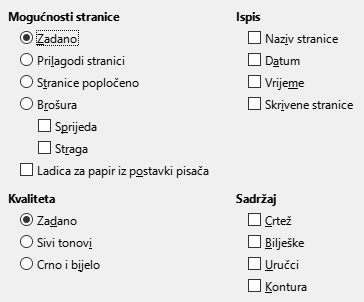 Mogućnosti stranice
Zadano
Prilagodi stranici
Stranice popločeno
Brošura
Sprijeda
Straga
Ladica za papir iz postavki pisača
Ispis
Naziv stranice
Datum
Vrijeme
Skrivene stranice
Kvaliteta
Zadano
Sivi tonovi
Crno i bijelo
Sadržaj
Crtež
Bilješke
Uručci
Kontura